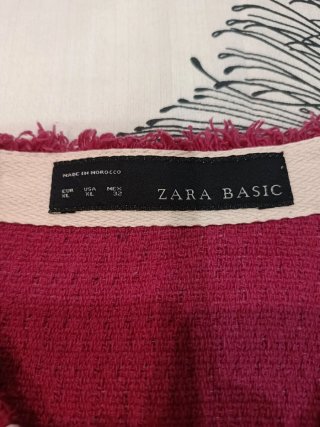 MADE IN MOROCCO
EUR USA MEX
XL XL 32
ZARA BASIC